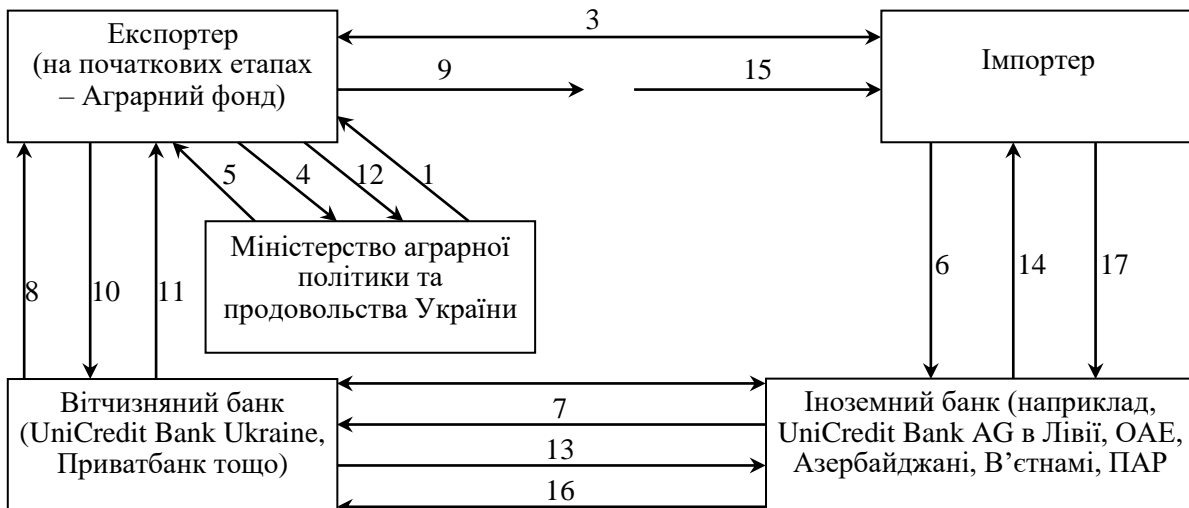 3
Експортер
(на початкових етапах
– Аграрний фонд)
Імпортер
9
15
5
4
12
1
Міністерство аграрної
політики та
продовольства України
8
10
11
6
14
17
Вітчизняний банк
(UniCredit Bank Ukraine,
Приватбанк тощо)
7
13
16
Іноземний банк (наприклад,
UniCredit Bank AG в Лівії, ОАЕ,
Азербайджані, В’єтнамі, ПАР